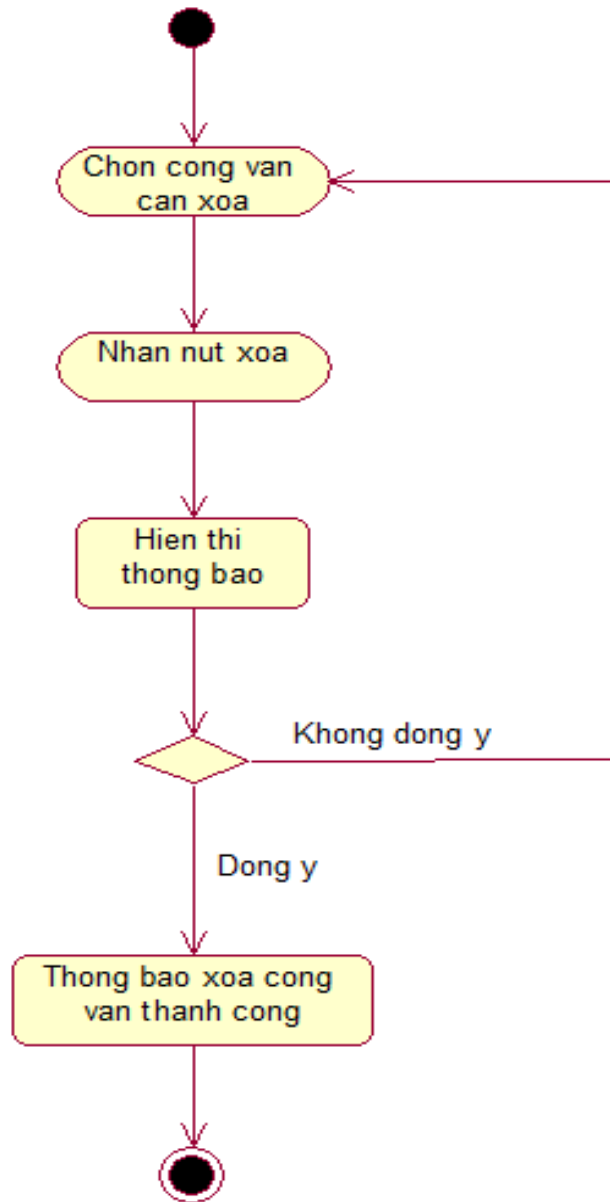 Chon cong van
can xoa
Nhan nut xoa
Hien thi
thong bao
Khong dong y
Dong y
Thong bao xoa cong
van thanh cong